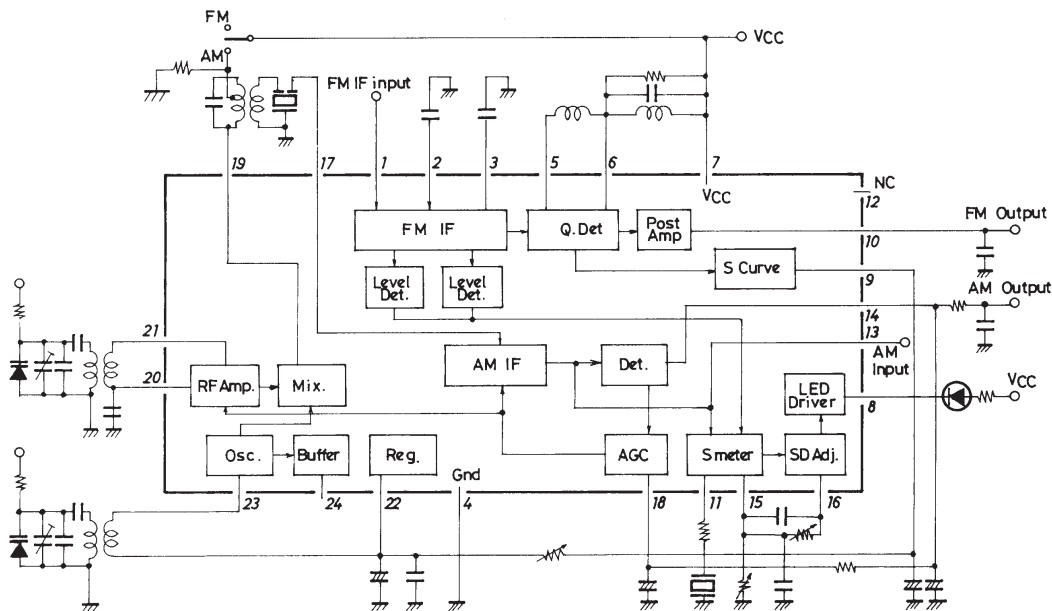 FM
AM
VCC
FM IF input
19
17
1
2
3
5
6
7
VCC
NC
12
FM IF
Q.Det
Post
Amp
FM Output
10
Level
Det.
Level
Det.
S Curve
9
AM Output
14
21
13
AM
Input
20
AM IF
Det.
RF Amp.
Mix.
LED
Driver
VCC
8
Osc.
Buffer
Reg.
Gnd
AGC
S meter
SD Adj.
23
24
22
4
18
11
15
16